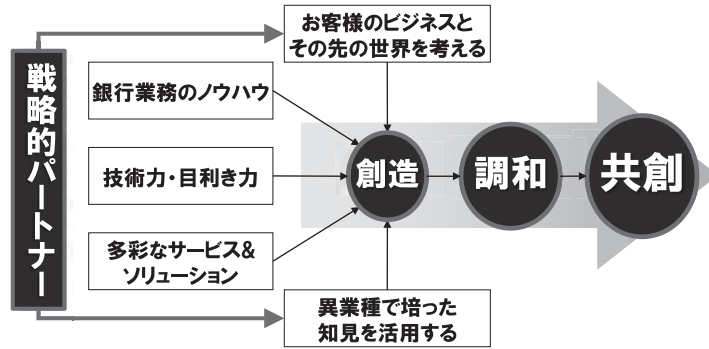 戦略的パートナー
お客様のビジネスと
その先の世界を考える
銀行業務のノウハウ
技術力・目利き力
多彩なサービス&
ソリューション
異業種で培った
知見を活用する
創造
調和
共創